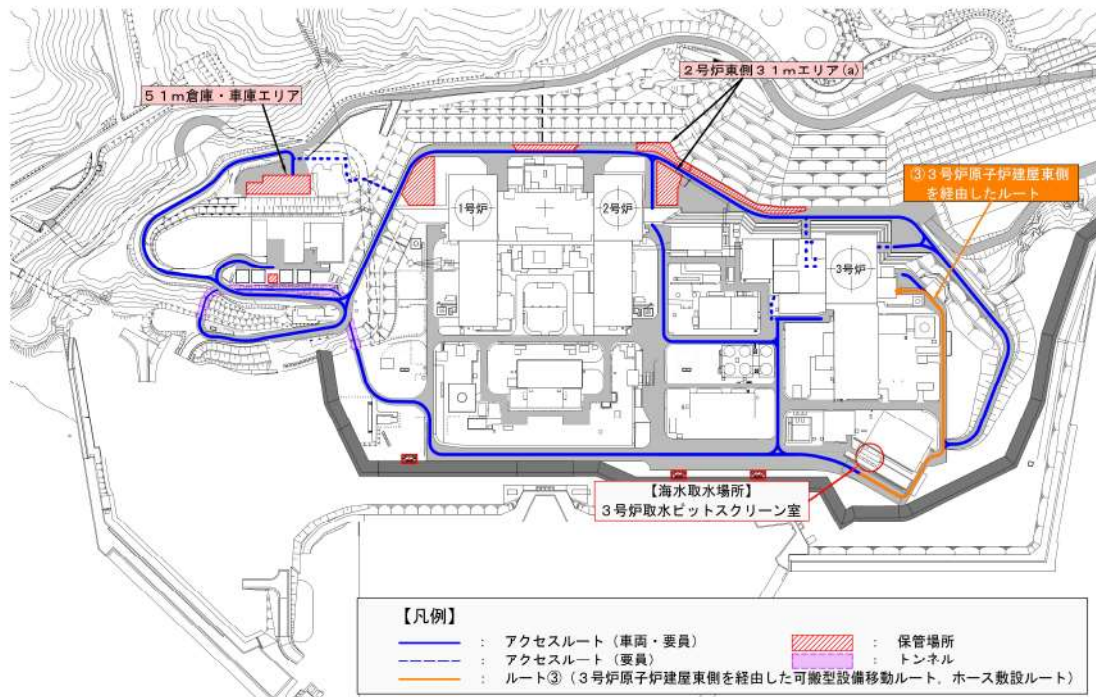 ２号炉東側３１mエリア(a)
５１m倉庫・車庫エリア
③３号炉原子炉建屋東側
を経由したルート
1号炉
2号炉
3号炉
【海水取水場所】
３号炉取水ピットスクリーン室
【凡例】
： アクセスルート（車両・要員）
： 保管場所
： アクセスルート（要員）
： トンネル
： ルート③（３号炉原子炉建屋東側を経由した可搬型設備移動ルート，ホース敷設ルート）